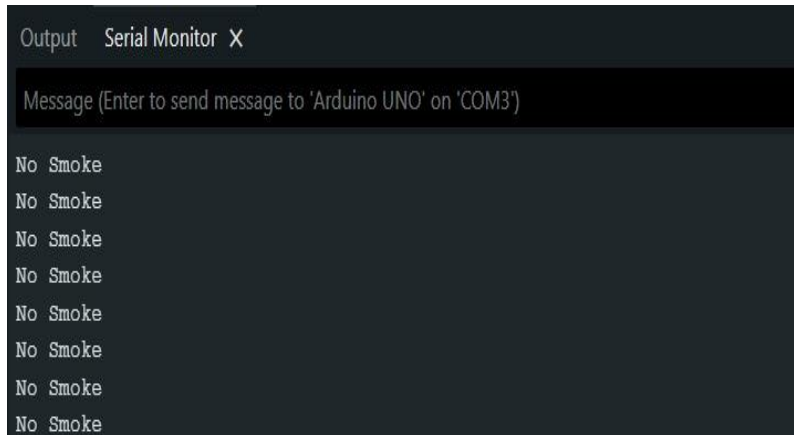 Output Serial Monitor X
Message (Enter to send message to 'Arduino UNO' on 'COM3')
No Smoke
No Smoke
No Smoke
No Smoke
No Smoke
No Smoke
No Smoke
No Smoke